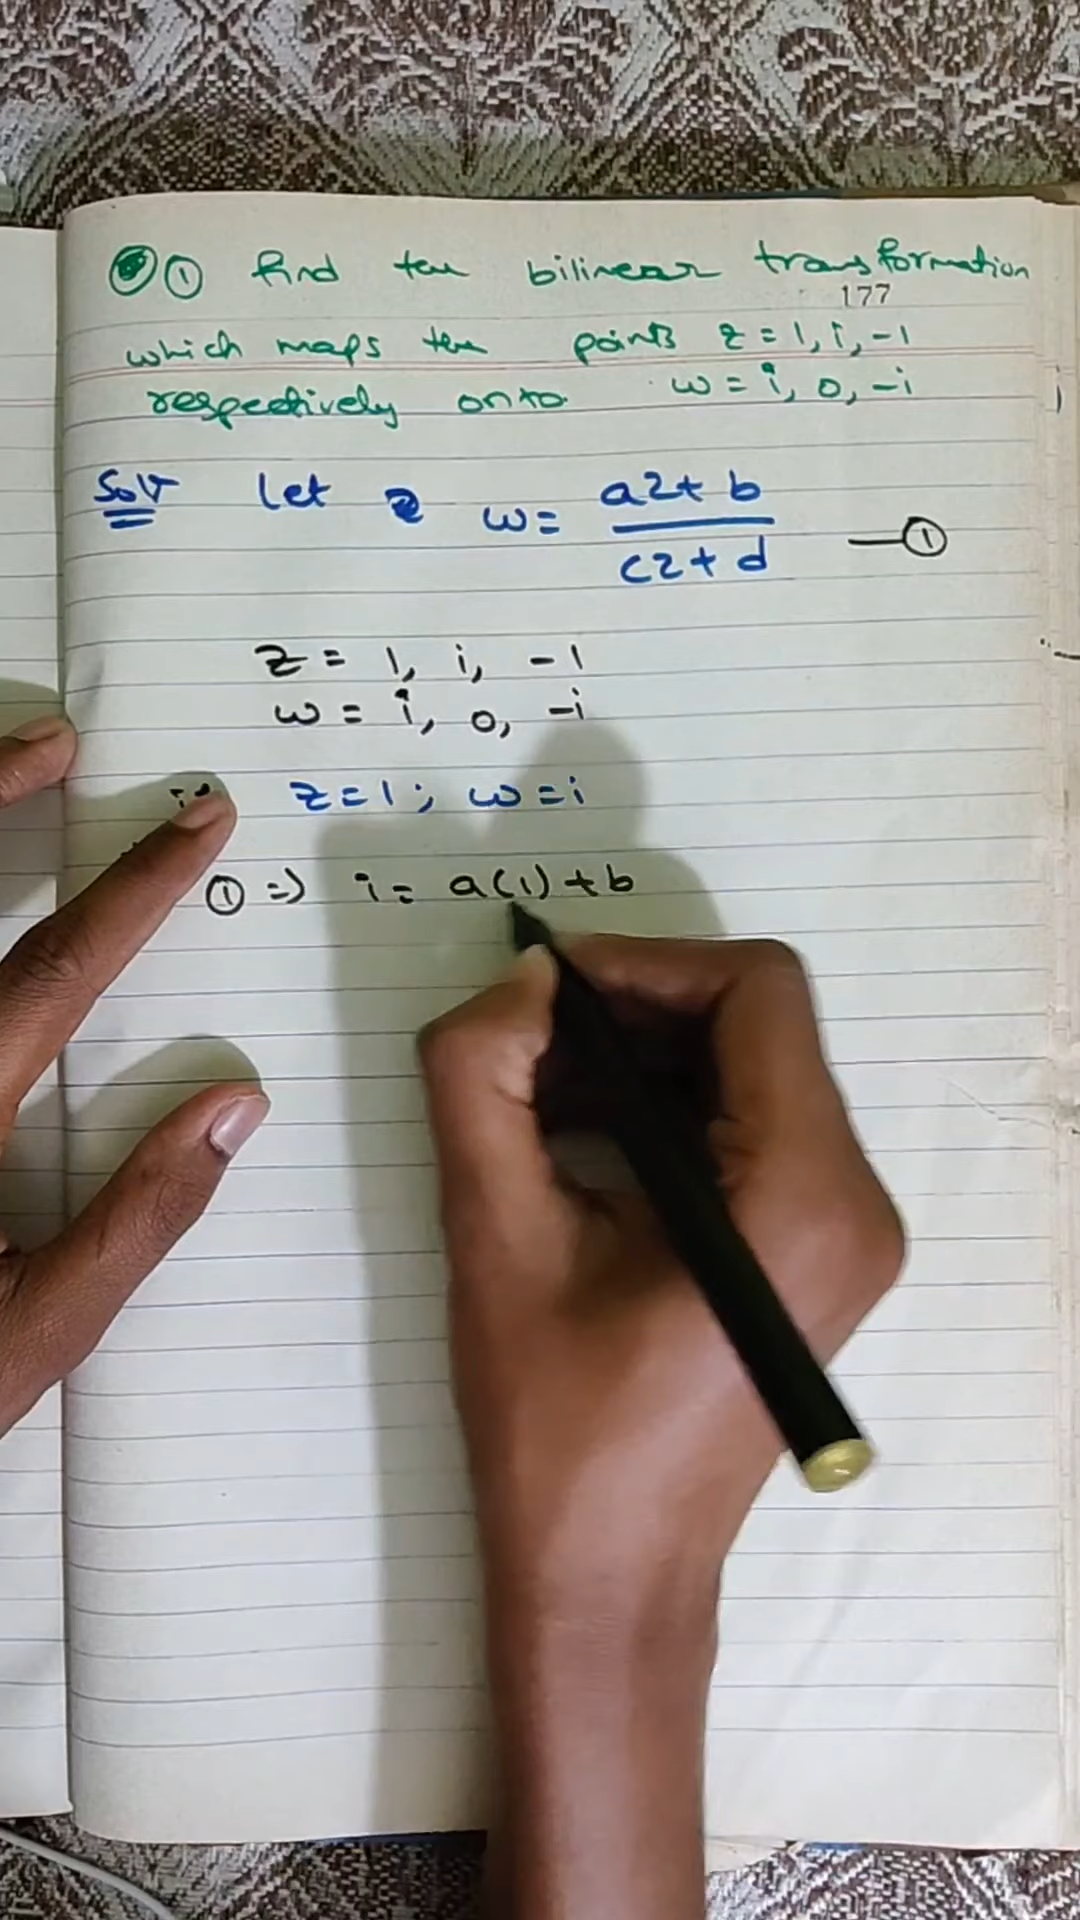 ① find the bilinear transformation
177
which maps the points z = 1, i, -1
respectively onto w = i, 0, -i
Let w = az + b / cz + d — ①
z = 1, i, -1
w = i, 0, -i
z = 1; w = i
① => i = a(1) + b